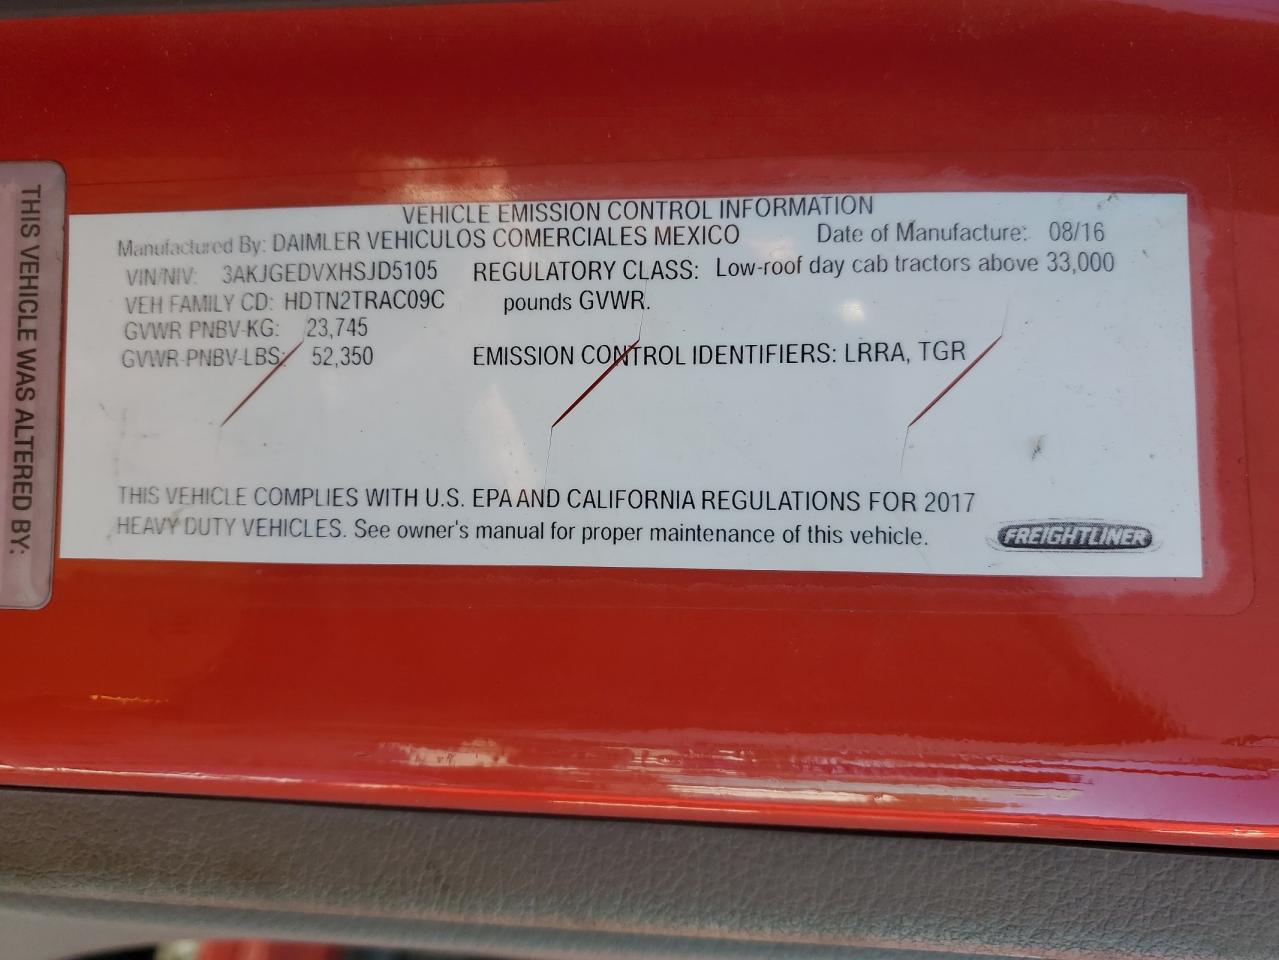 THIS VEHICLE WAS ALTERED BY:
VEHICLE EMISSION CONTROL INFORMATION
Manufactured By: DAIMLER VEHICULOS COMERCIALES MEXICO Date of Manufacture: 08/16
VIN/NIV: 3AKJGEDVXHSJD5105 REGULATORY CLASS: Low-roof day cab tractors above 33,000
VEH FAMILY CD: HDTN2TRAC09C pounds GVWR.
GVWR PNBV-KG: 23,745
GVWR-PNBV-LBS: 52,350 EMISSION CONTROL IDENTIFIERS: LRRA, TGR
THIS VEHICLE COMPLIES WITH U.S. EPA AND CALIFORNIA REGULATIONS FOR 2017
HEAVY DUTY VEHICLES. See owner's manual for proper maintenance of this vehicle.
FREIGHTLINER